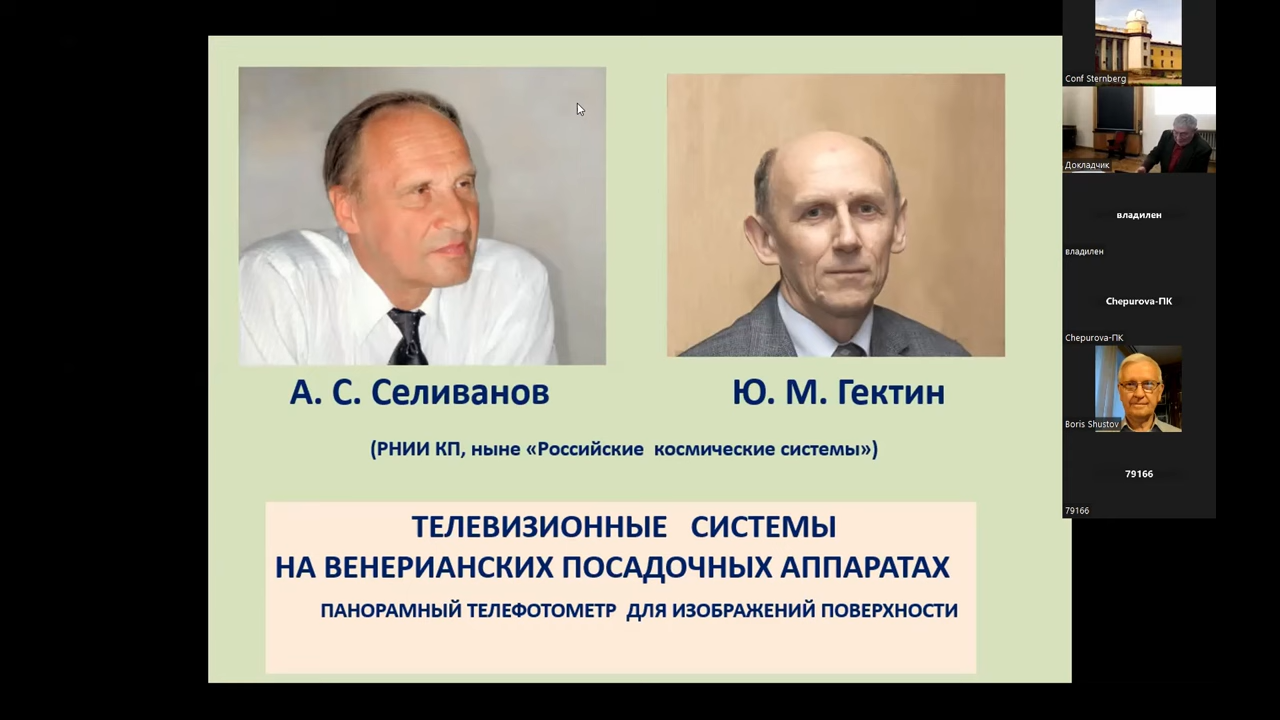 А. С. Селиванов
Ю. М. Гектин
(РНИИ КП, ныне «Российские космические системы»)
ТЕЛЕВИЗИОННЫЕ СИСТЕМЫ
НА ВЕНЕРИАНСКИХ ПОСАДОЧНЫХ АППАРАТАХ
ПАНОРАМНЫЙ ТЕЛЕФОТОМЕТР ДЛЯ ИЗОБРАЖЕНИЙ ПОВЕРХНОСТИ
Conf Sternberg
Докладчик
владилен
владилен
Chepurova-ПК
Chepurova-ПК
Boris Shustov
79166
79166